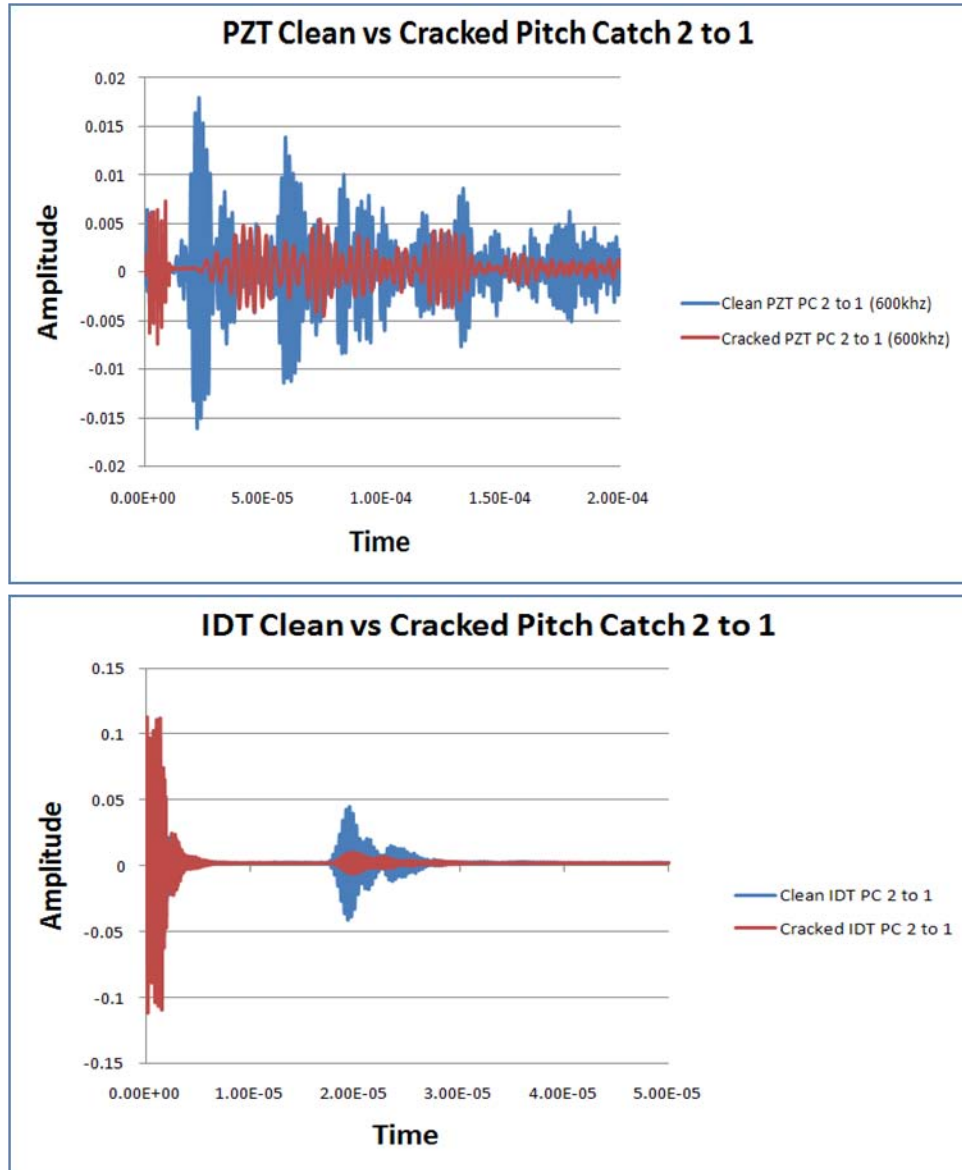 PZT Clean vs Cracked Pitch Catch 2 to 1
0.02
0.015
0.01
0.005
0
-0.005
-0.01
-0.015
-0.02
Amplitude
0.00E+00 5.00E-05 1.00E-04 1.50E-04 2.00E-04
Time
Clean PZT PC 2 to 1 (600khz)
Cracked PZT PC 2 to 1 (600khz)
IDT Clean vs Cracked Pitch Catch 2 to 1
0.15
0.1
0.05
0
-0.05
-0.1
-0.15
Amplitude
0.00E+00 1.00E-05 2.00E-05 3.00E-05 4.00E-05 5.00E-05
Time
Clean IDT PC 2 to 1
Cracked IDT PC 2 to 1